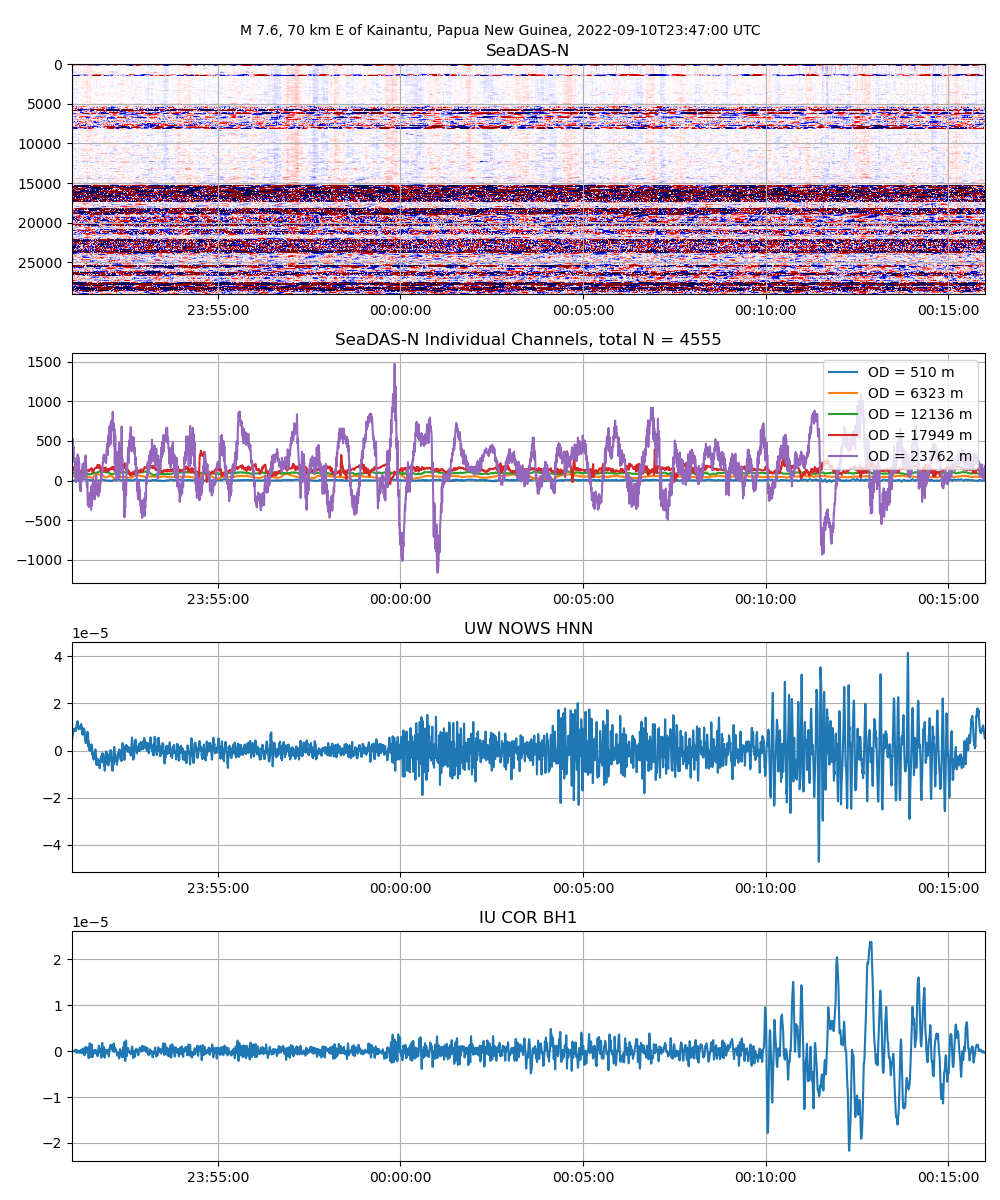 M 7.6, 70 km E of Kainantu, Papua New Guinea, 2022-09-10T23:47:00 UTC
SeaDAS-N
0
5000
10000
15000
20000
25000
23:55:00 00:00:00 00:05:00 00:10:00 00:15:00
SeaDAS-N Individual Channels, total N = 4555
1500
1000
500
0
−500
−1000
OD = 510 m
OD = 6323 m
OD = 12136 m
OD = 17949 m
OD = 23762 m
23:55:00 00:00:00 00:05:00 00:10:00 00:15:00
1e−5
UW NOWS HNN
4
2
0
−2
−4
23:55:00 00:00:00 00:05:00 00:10:00 00:15:00
1e−5
IU COR BH1
2
1
0
−1
−2
23:55:00 00:00:00 00:05:00 00:10:00 00:15:00